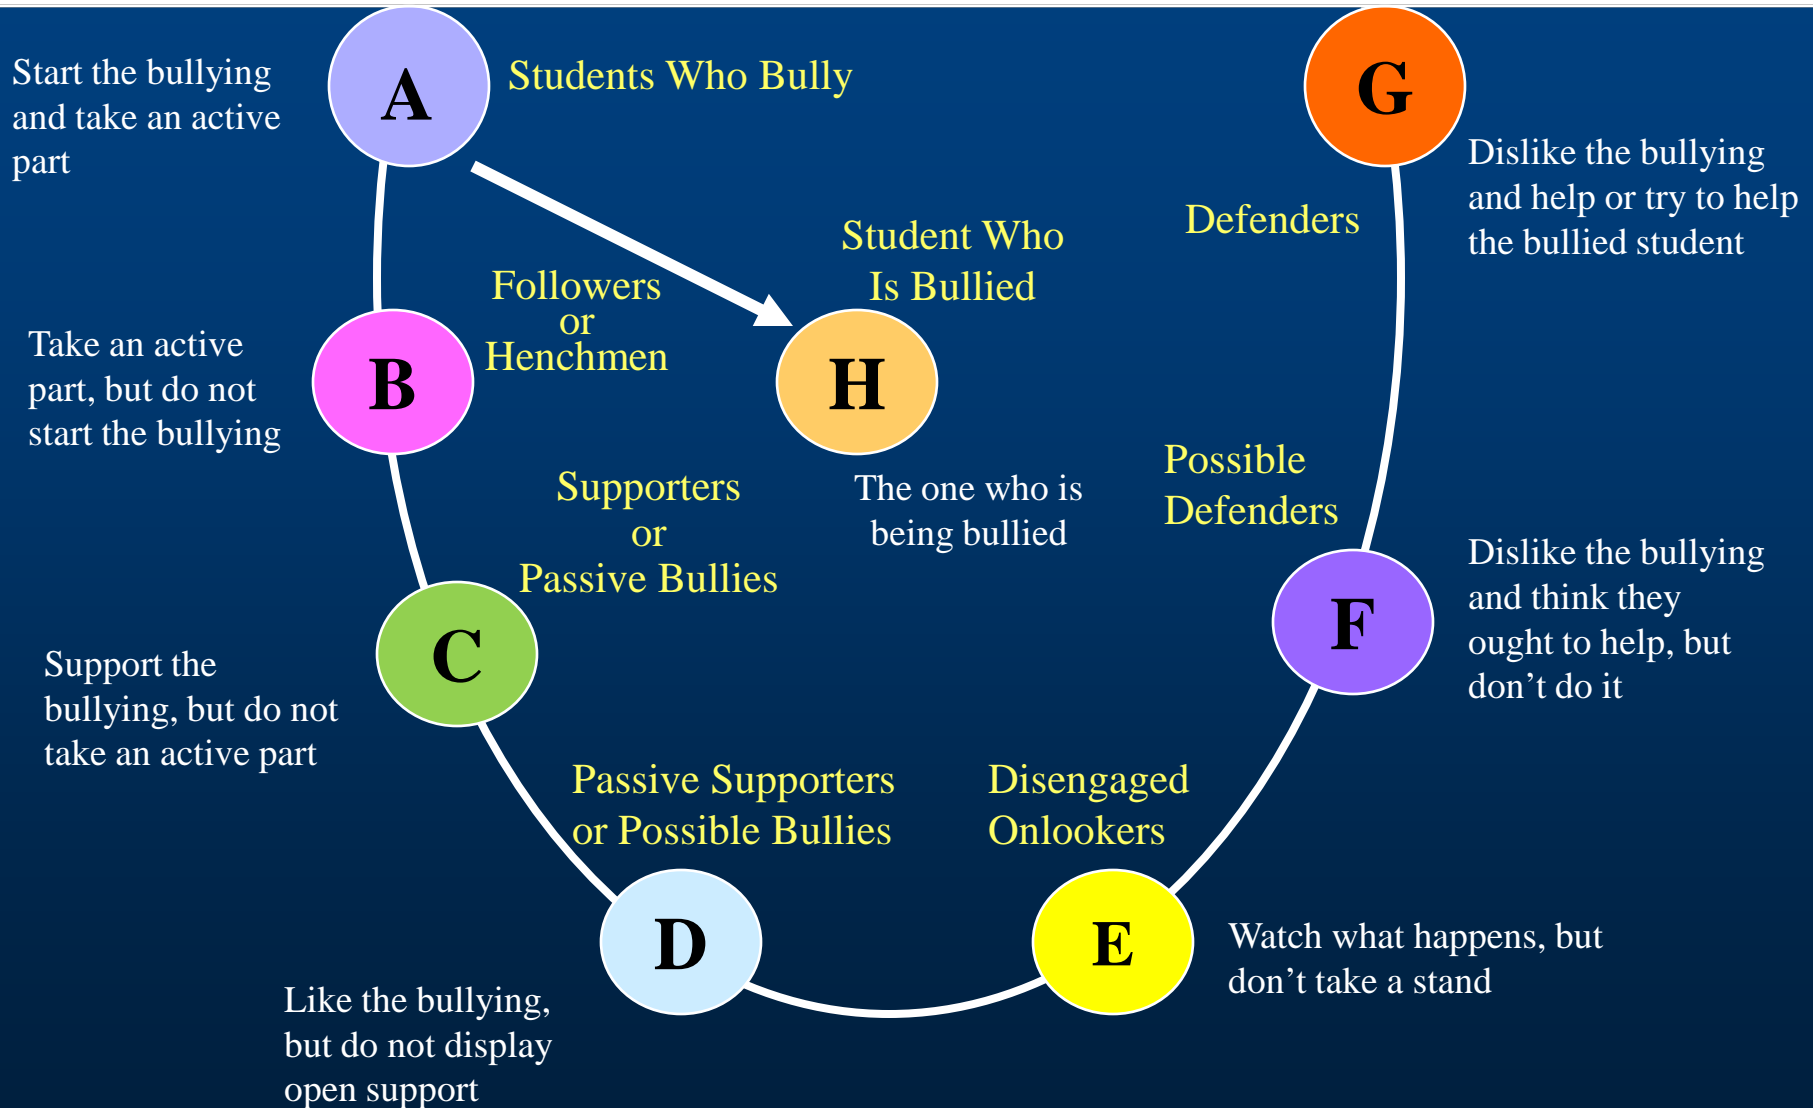 Start the bullying
and take an active
part
A
Students Who Bully
Take an active
part, but do not
start the bullying
B
Followers
or
Henchmen
Support the
bullying, but do not
take an active part
C
Supporters
or
Passive Bullies
Like the bullying,
but do not display
open support
D
Passive Supporters
or Possible Bullies
Disengaged
Onlookers
E
Watch what happens, but
don’t take a stand
Possible
Defenders
F
Dislike the bullying
and think they
ought to help, but
don’t do it
Defenders
G
Dislike the bullying
and help or try to help
the bullied student
Student Who
Is Bullied
H
The one who is
being bullied